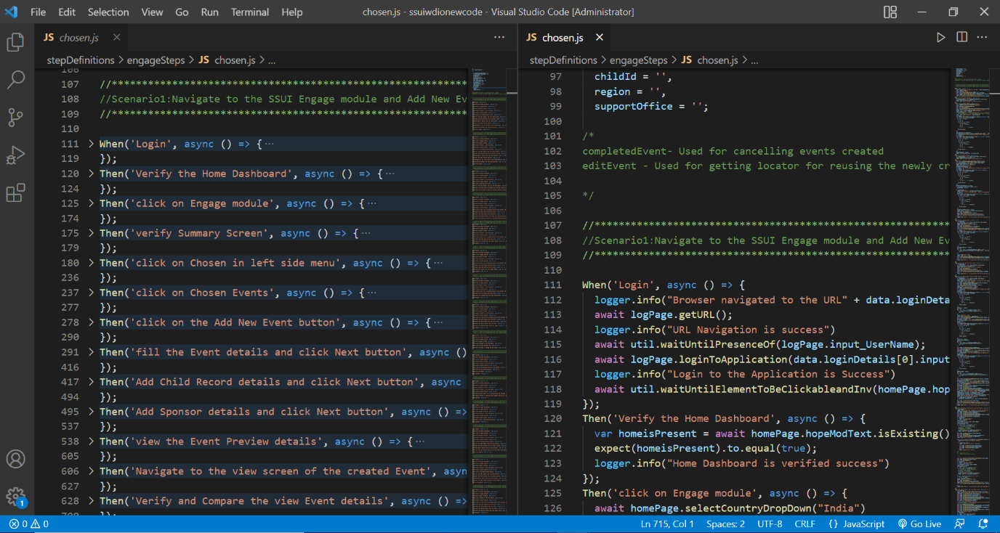 File Edit Selection View Go Run Terminal Help chosen.js - ssuiwdionewcode - Visual Studio Code [Administrator]
JS chosen.js
stepDefinitions > engageSteps > JS chosen.js > ...
106
107 //*************************************************************
108 //Scenario1:Navigate to the SSUI Engage module and Add New Ev
109 //*************************************************************
110
111 > When('Login', async () => {···
119 });
120 > Then('Verify the Home Dashboard', async () => {···
124 });
125 > Then('click on Engage module', async () => {···
174 });
175 > Then('verify Summary Screen', async () => {···
179 });
180 > Then('click on Chosen in left side menu', async () => {···
236 });
237 > Then('click on Chosen Events', async () => {···
277 });
278 > Then('click on the Add New Event button', async () => {···
290 });
291 > Then('fill the Event details and click Next button', async ()
416 });
417 > Then('Add Child Record details and click Next button', async
494 });
495 > Then('Add Sponsor details and click Next button', async () =>
537 });
538 > Then('view the Event Preview details', async () => {···
605 });
606 > Then('Navigate to the view screen of the created Event', asyn
627 });
628 > Then('Verify and Compare the view Event details', async () =>
JS chosen.js
stepDefinitions > engageSteps > JS chosen.js > ...
97 childId = '',
98 region = '',
99 supportOffice = '';
100
101 /*
102 completedEvent- Used for cancelling events created
103 editEvent - Used for getting locator for reusing the newly cr
104
105 */
106
107 //*************************************************************
108 //Scenario1:Navigate to the SSUI Engage module and Add New Ev
109 //*************************************************************
110
111 When('Login', async () => {
112 logger.info("Browser navigated to the URL" + data.loginDeta
113 await logPage.getURL();
114 logger.info("URL Navigation is success")
115 await util.waitUntilPresenceOf(logPage.input_UserName);
116 await logPage.loginToApplication(data.loginDetails[0].input
117 logger.info("Login to the Application is Success")
118 await util.waitUntilElementToBeClickableandInv(homePage.hop
119 });
120 Then('Verify the Home Dashboard', async () => {
121 var homeisPresent = await homePage.hopeModText.isExisting()
122 expect(homeisPresent).to.equal(true);
123 logger.info("Home Dashboard is verified success")
124 });
125 Then('click on Engage module', async () => {
126 await homePage.selectCountryDropDown("India")
1
0 0 Ln 715, Col 1 Spaces: 2 UTF-8 CRLF {} JavaScript Go Live